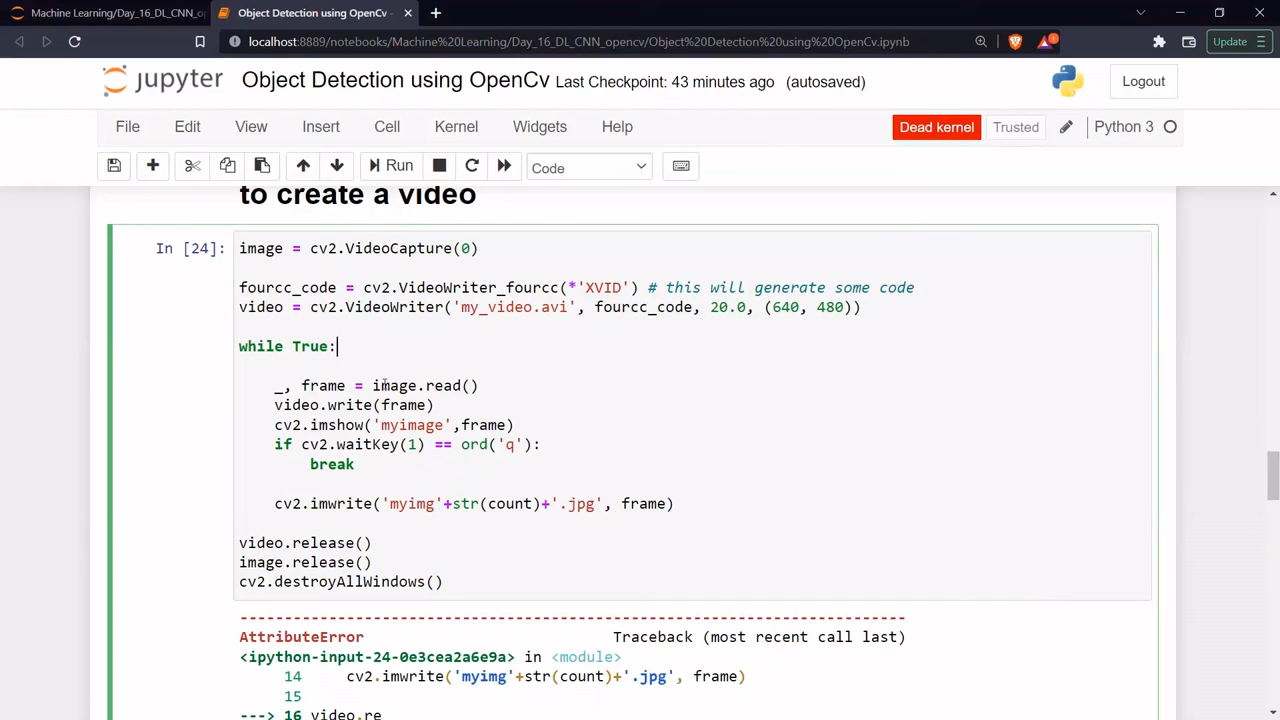 Machine Learning/Day_16_DL_CNN_o
Object Detection using OpenCv -
localhost:8889/notebooks/Machine%20Learning/Day_16_DL_CNN_opencv/Object%20Detection%20using%20OpenCv.ipynb
1
Update
jupyter Object Detection using OpenCv Last Checkpoint: 43 minutes ago (autosaved)
Logout
File Edit View Insert Cell Kernel Widgets Help
Dead kernel Trusted Python 3
Run Code
to create a video
In [24]:
image = cv2.VideoCapture(0)
fourcc_code = cv2.VideoWriter_fourcc(*'XVID') # this will generate some code
video = cv2.VideoWriter('my_video.avi', fourcc_code, 20.0, (640, 480))
while True:
_, frame = image.read()
video.write(frame)
cv2.imshow('myimage',frame)
if cv2.waitKey(1) == ord('q'):
break
cv2.imwrite('myimg'+str(count)+'.jpg', frame)
video.release()
image.release()
cv2.destroyAllWindows()
---------------------------------------------------------------------------
AttributeError Traceback (most recent call last)
<ipython-input-24-0e3cea2a6e9a> in <module>
14 cv2.imwrite('myimg'+str(count)+'.jpg', frame)
15
---> 16 video.re